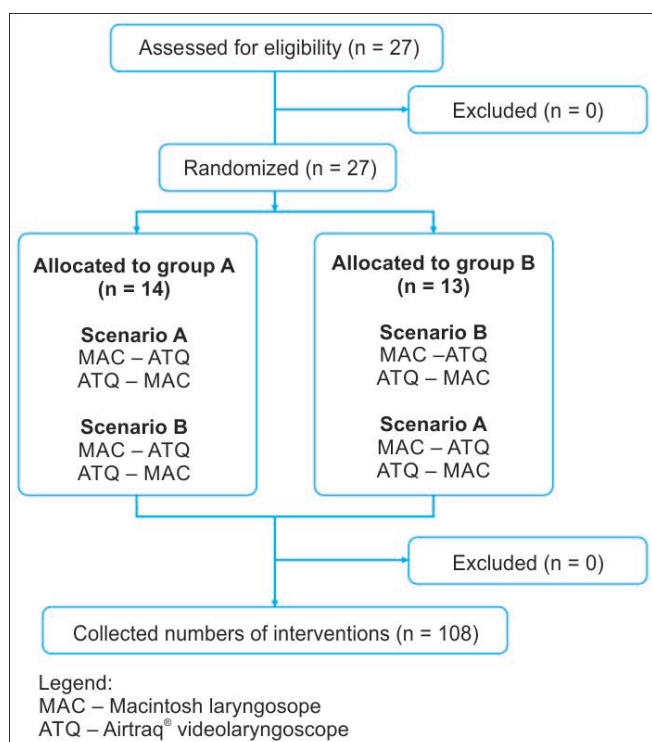 Assessed for eligibility (n = 27)
Excluded (n = 0)
Randomized (n = 27)
Allocated to group A
(n = 14)
Scenario A
MAC – ATQ
ATQ – MAC
Scenario B
MAC – ATQ
ATQ – MAC
Allocated to group B
(n = 13)
Scenario B
MAC –ATQ
ATQ – MAC
Scenario A
MAC – ATQ
ATQ – MAC
Excluded (n = 0)
Collected numbers of interventions (n = 108)
Legend:
MAC – Macintosh laryngosope
ATQ – Airtraq® videolaryngoscope